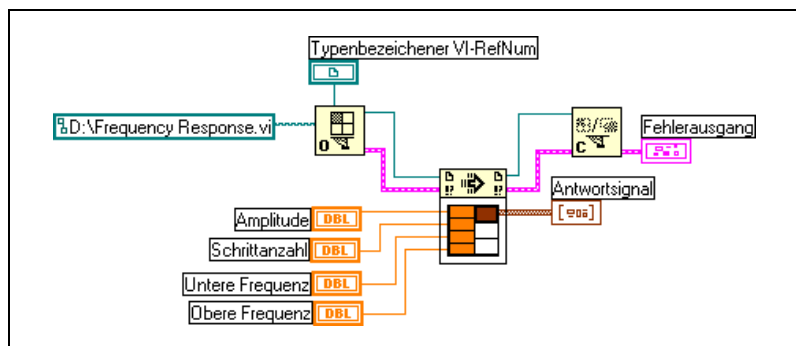 Typenbezeichener VI-RefNum
D:\Frequency Response.vi
O
C
Fehlerausgang
Antwortsignal
Amplitude DBL
Schrittanzahl DBL
Untere Frequenz DBL
Obere Frequenz DBL